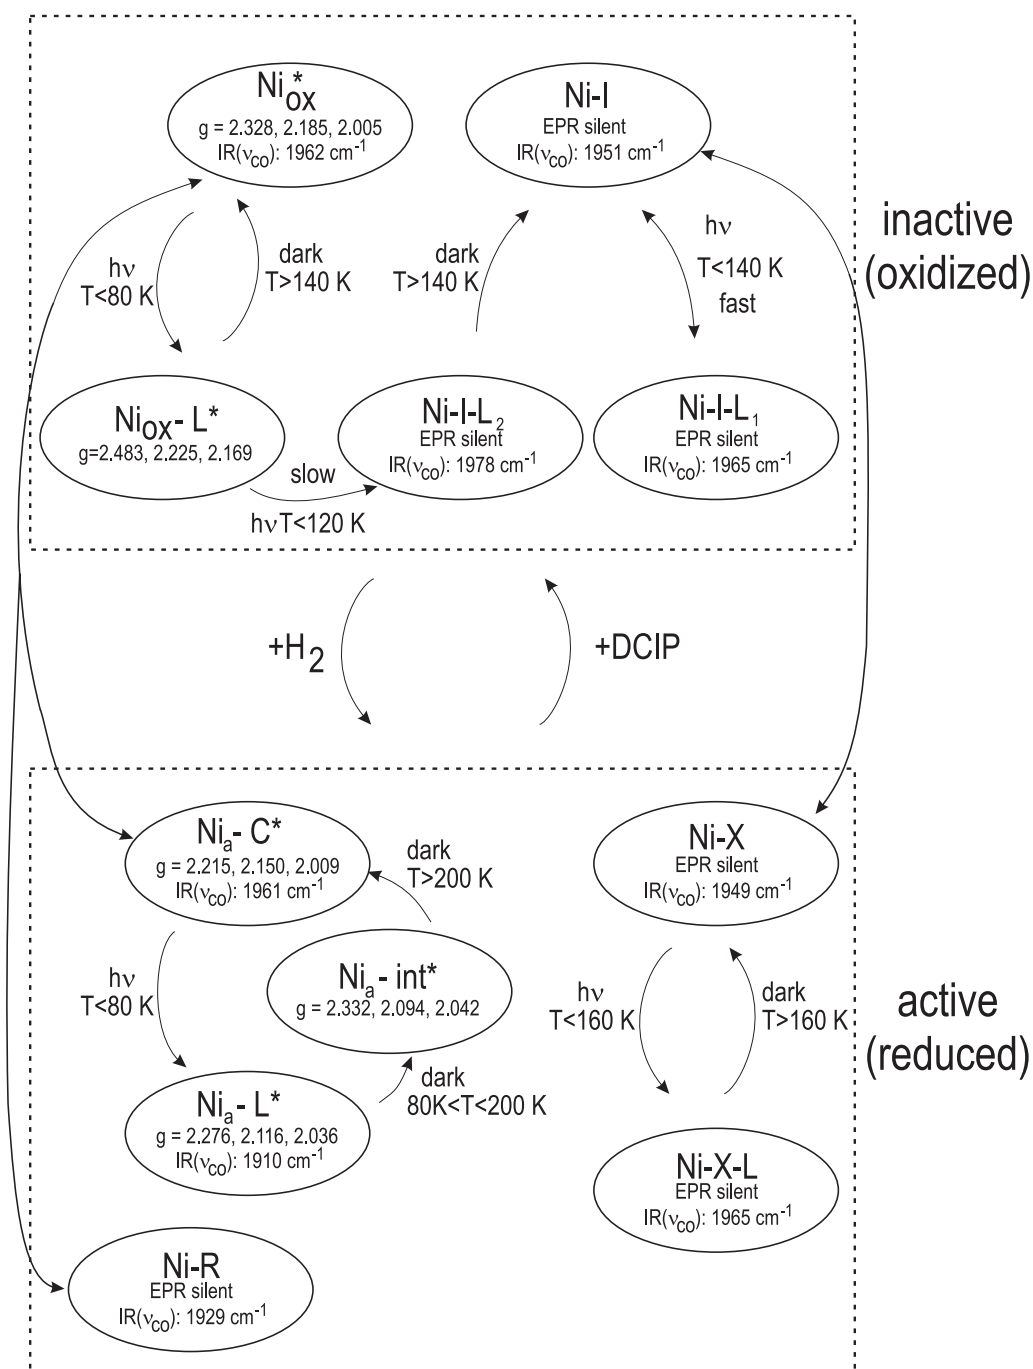 Ni*ox
g = 2.328, 2.185, 2.005
IR(νCO): 1962 cm-1
Ni-I
EPR silent
IR(νCO): 1951 cm-1
inactive
(oxidized)
hν
T<80 K
dark
T>140 K
dark
T>140 K
hν
T<140 K
fast
NiOX- L*
g=2.483, 2.225, 2.169
Ni-I-L2
EPR silent
IR(νCO): 1978 cm-1
Ni-I-L1
EPR silent
IR(νCO): 1965 cm-1
slow
hνT<120 K
+H2
+DCIP
Nia- C*
g = 2.215, 2.150, 2.009
IR(νCO): 1961 cm-1
dark
T>200 K
Ni-X
EPR silent
IR(νCO): 1949 cm-1
hν
T<80 K
Nia- int*
g = 2.332, 2.094, 2.042
hν
T<160 K
dark
T>160 K
active
(reduced)
Nia- L*
g = 2.276, 2.116, 2.036
IR(νCO): 1910 cm-1
dark
80K<T<200 K
Ni-X-L
EPR silent
IR(νCO): 1965 cm-1
Ni-R
EPR silent
IR(νCO): 1929 cm-1